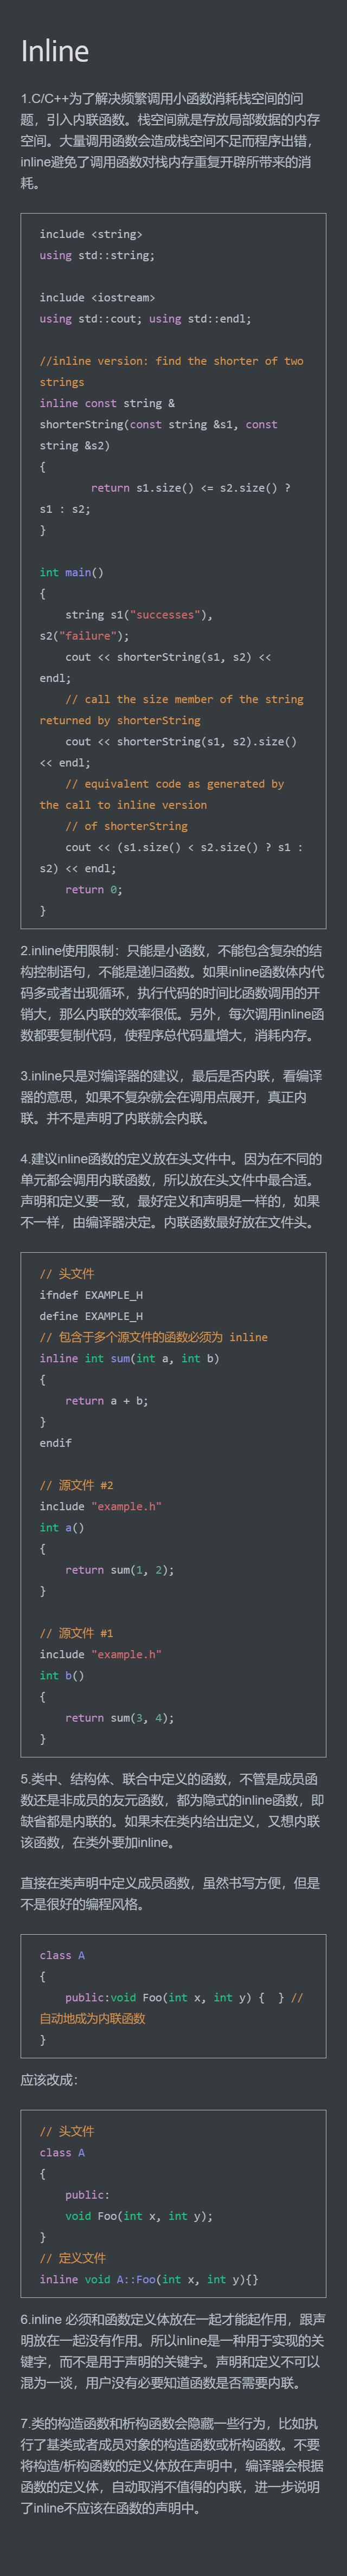 Inline
1.C/C++为了解决频繁调用小函数消耗栈空间的问
题，引入内联函数。栈空间就是存放局部数据的内存
空间。大量调用函数会造成栈空间不足而程序出错，
inline避免了调用函数对栈内存重复开辟所带来的消
耗。
include <string>
using std::string;
include <iostream>
using std::cout; using std::endl;
//inline version: find the shorter of two
strings
inline const string &
shorterString(const string &s1, const
string &s2)
{
return s1.size() <= s2.size() ?
s1 : s2;
}
int main()
{
string s1("successes"),
s2("failure");
cout << shorterString(s1, s2) <<
endl;
// call the size member of the string
returned by shorterString
cout << shorterString(s1, s2).size()
<< endl;
// equivalent code as generated by
the call to inline version
// of shorterString
cout << (s1.size() < s2.size() ? s1 :
s2) << endl;
return 0;
}
2.inline使用限制：只能是小函数，不能包含复杂的结
构控制语句，不能是递归函数。如果inline函数体内代
码多或者出现循环，执行代码的时间比函数调用的开
销大，那么内联的效率很低。另外，每次调用inline函
数都要复制代码，使程序总代码量增大，消耗内存。
3.inline只是对编译器的建议，最后是否内联，看编译
器的意思，如果不复杂就会在调用点展开，真正内
联。并不是声明了内联就会内联。
4.建议inline函数的定义放在头文件中。因为在不同的
单元都会调用内联函数，所以放在头文件中最合适。
声明和定义要一致，最好定义和声明是一样的，如果
不一样，由编译器决定。内联函数最好放在文件头。
// 头文件
ifndef EXAMPLE_H
define EXAMPLE_H
// 包含于多个源文件的函数必须为 inline
inline int sum(int a, int b)
{
return a + b;
}
endif
// 源文件 #2
include "example.h"
int a()
{
return sum(1, 2);
}
// 源文件 #1
include "example.h"
int b()
{
return sum(3, 4);
}
5.类中、结构体、联合中定义的函数，不管是成员函
数还是非成员的友元函数，都为隐式的inline函数，即
缺省都是内联的。如果未在类内给出定义，又想内联
该函数，在类外要加inline。
直接在类声明中定义成员函数，虽然书写方便，但是
不是很好的编程风格。
class A
{
public:void Foo(int x, int y) {  } //
自动地成为内联函数
}
应该改成：
// 头文件
class A
{
public:
void Foo(int x, int y);
}
// 定义文件
inline void A::Foo(int x, int y){}
6.inline 必须和函数定义体放在一起才能起作用，跟声
明放在一起没有作用。所以inline是一种用于实现的关
键字，而不是用于声明的关键字。声明和定义不可以
混为一谈，用户没有必要知道函数是否需要内联。
7.类的构造函数和析构函数会隐藏一些行为，比如执
行了基类或者成员对象的构造函数或析构函数。不要
将构造/析构函数的定义体放在声明中，编译器会根据
函数的定义体，自动取消不值得的内联，进一步说明
了inline不应该在函数的声明中。